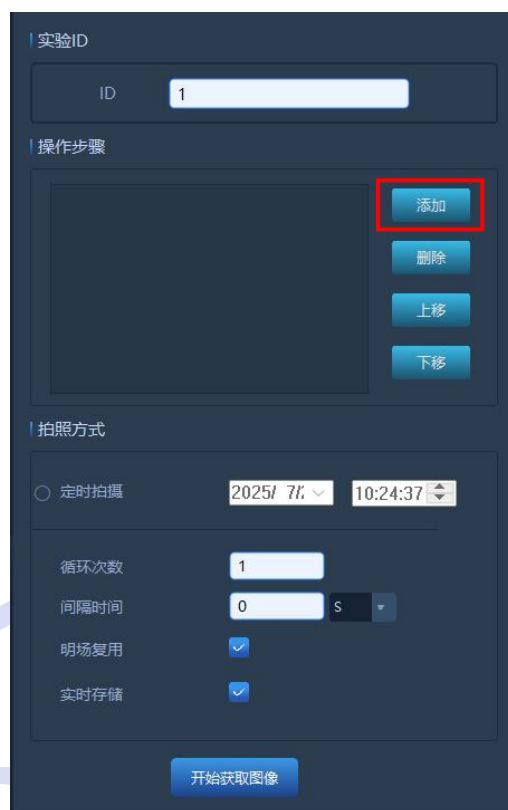 实验ID
ID 1
操作步骤
添加
删除
上移
下移
拍照方式
定时拍摄 2025/ 7/ 10:24:37
循环次数 1
间隔时间 0 S
明场复用
实时存储
开始获取图像